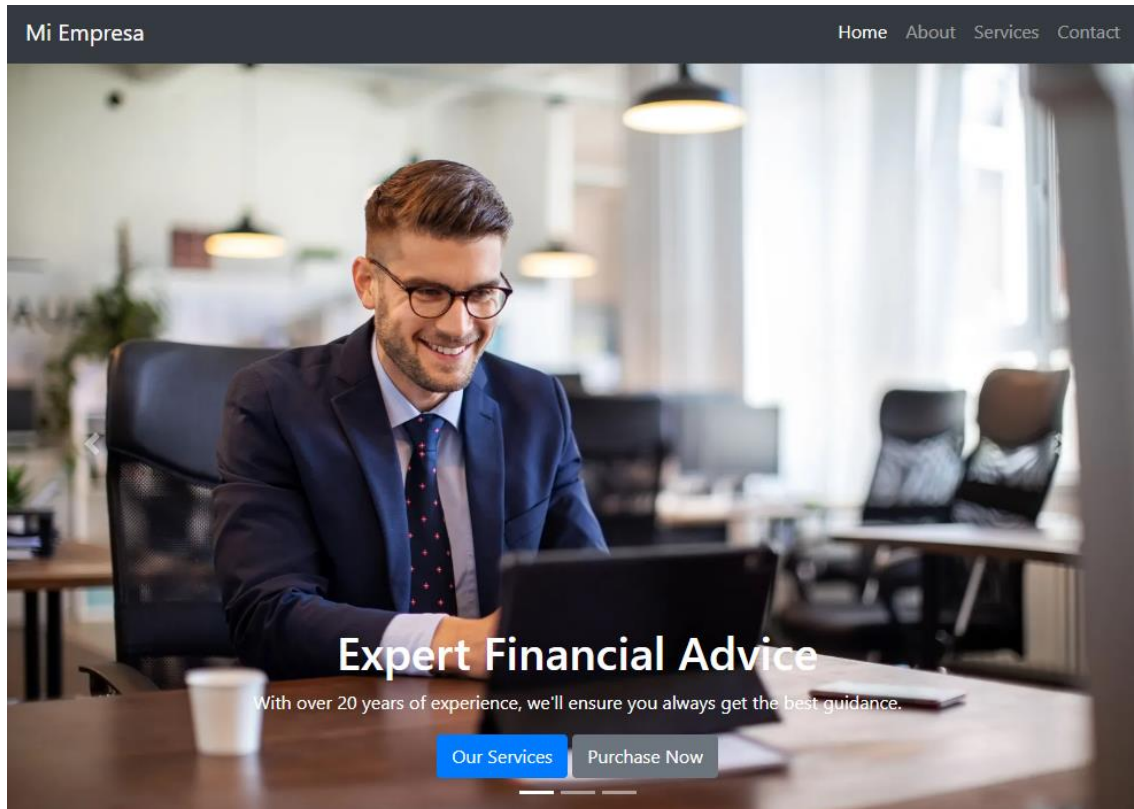 Mi Empresa
Home About Services Contact
Expert Financial Advice
With over 20 years of experience, we'll ensure you always get the best guidance.
Our Services Purchase Now